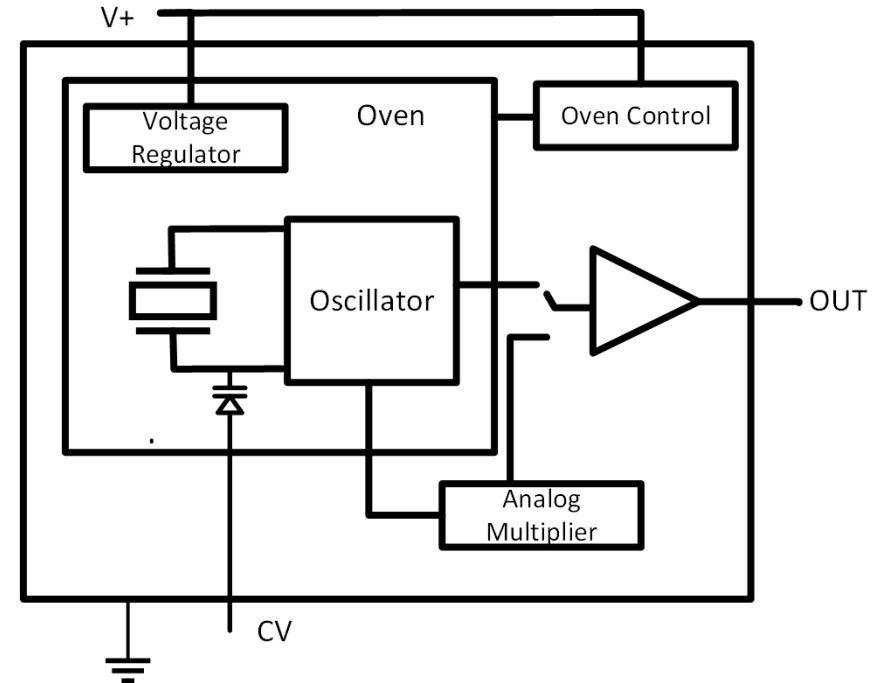 V+
Voltage
Regulator
Oven
Oven Control
Oscillator
OUT
Analog
Multiplier
CV